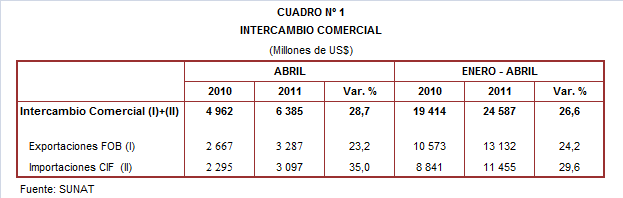 CUADRO Nº 1
INTERCAMBIO COMERCIAL
(Millones de US$)
ABRIL ENERO - ABRIL
2010 2011 Var. % 2010 2011 Var. %
Intercambio Comercial (I)+(II) 4 962 6 385 28,7 19 414 24 587 26,6
Exportaciones FOB (I) 2 667 3 287 23,2 10 573 13 132 24,2
Importaciones CIF (II) 2 295 3 097 35,0 8 841 11 455 29,6
Fuente: SUNAT